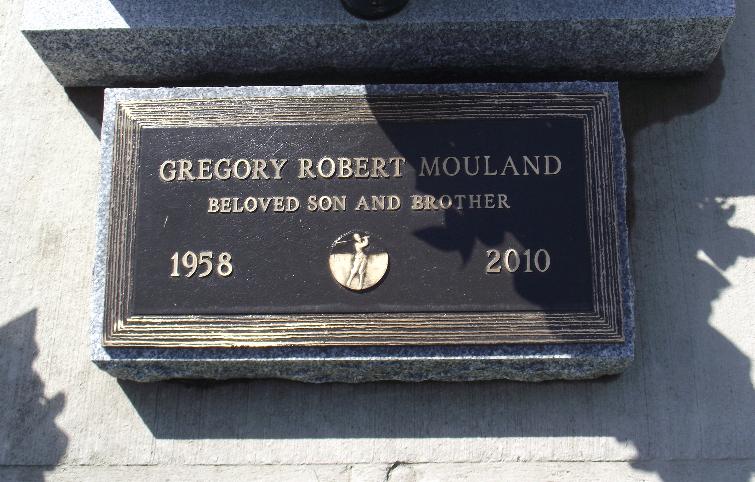 GREGORY ROBERT MOULAND
BELOVED SON AND BROTHER
1958 2010